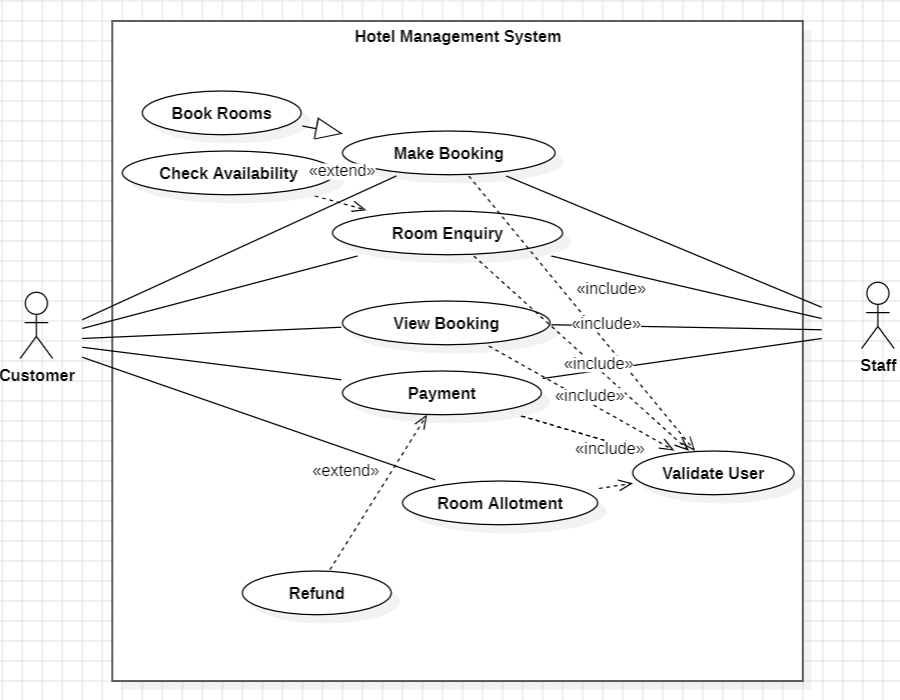 Hotel Management System
Book Rooms
Make Booking
Check Availability
«extend»
Room Enquiry
«include»
View Booking
«include»
«include»
Customer
Staff
Payment
«include»
«include»
«extend»
Validate User
Room Allotment
Refund